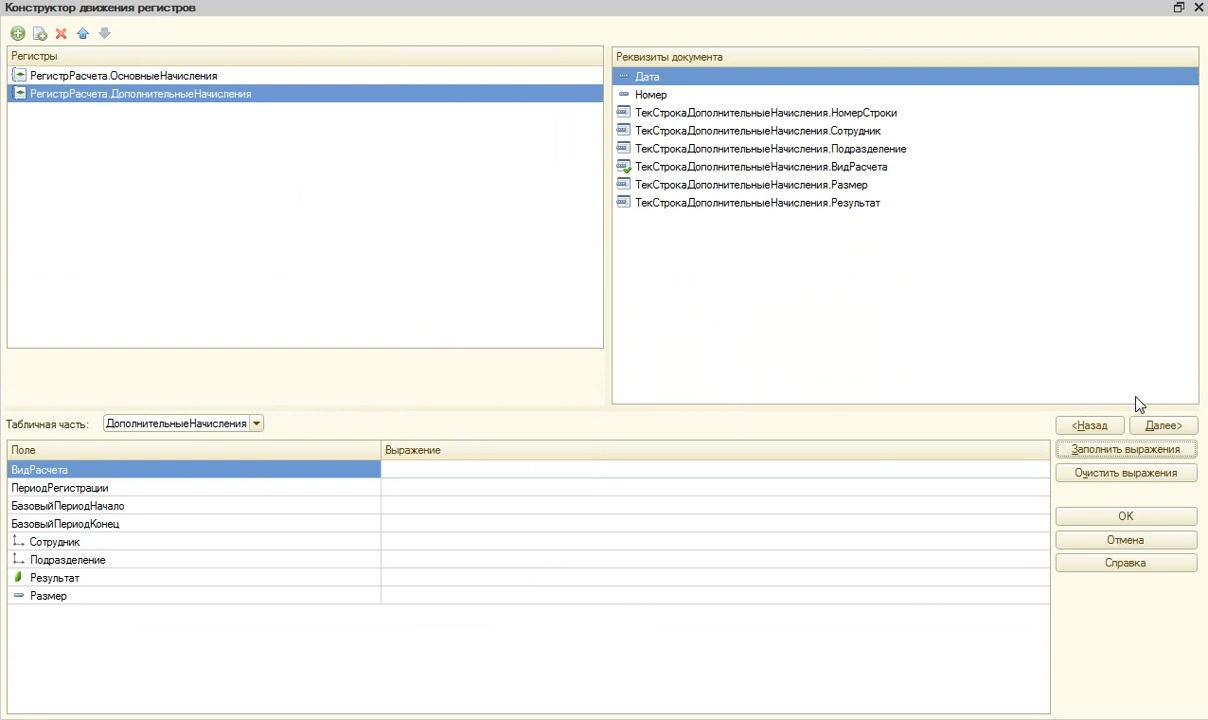 Конструктор движения регистров
Регистры
РегистрРасчета.ОсновныеНачисления
РегистрРасчета.ДополнительныеНачисления
Реквизиты документа
Дата
Номер
ТекСтрокаДополнительныеНачисления.НомерСтроки
ТекСтрокаДополнительныеНачисления.Сотрудник
ТекСтрокаДополнительныеНачисления.Подразделение
ТекСтрокаДополнительныеНачисления.ВидРасчета
ТекСтрокаДополнительныеНачисления.Размер
ТекСтрокаДополнительныеНачисления.Результат
Табличная часть: ДополнительныеНачисления
<Назад Далее>
Заполнить выражения
Очистить выражения
OK
Отмена
Справка
Поле Выражение
ВидРасчета
ПериодРегистрации
БазовыйПериодНачало
БазовыйПериодКонец
Сотрудник
Подразделение
Результат
Размер